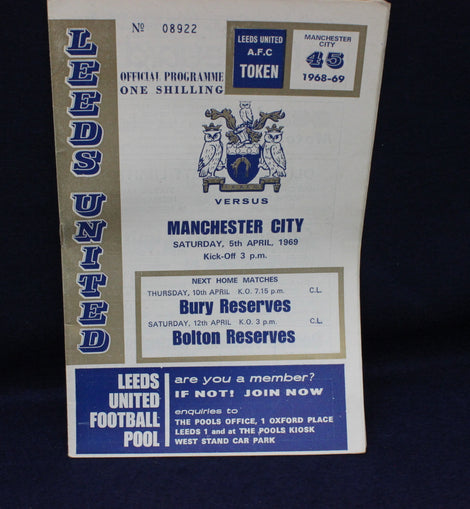 Nº 08922
LEEDS UNITED
A.F.C
TOKEN
MANCHESTER
CITY
45
1968-69
OFFICIAL PROGRAMME
ONE SHILLING
LEEDS UNITED
VERSUS
MANCHESTER CITY
SATURDAY, 5th APRIL, 1969
Kick-Off 3 p.m.
NEXT HOME MATCHES
THURSDAY, 10th APRIL K.O. 7.15 p.m. C.L.
Bury Reserves
SATURDAY, 12th APRIL K.O. 3 p.m. C.L.
Bolton Reserves
LEEDS
UNITED
FOOTBALL
POOL
are you a member?
IF NOT! JOIN NOW
enquiries to
THE POOLS OFFICE, 1 OXFORD PLACE
LEEDS 1 and at THE POOLS KIOSK
WEST STAND CAR PARK